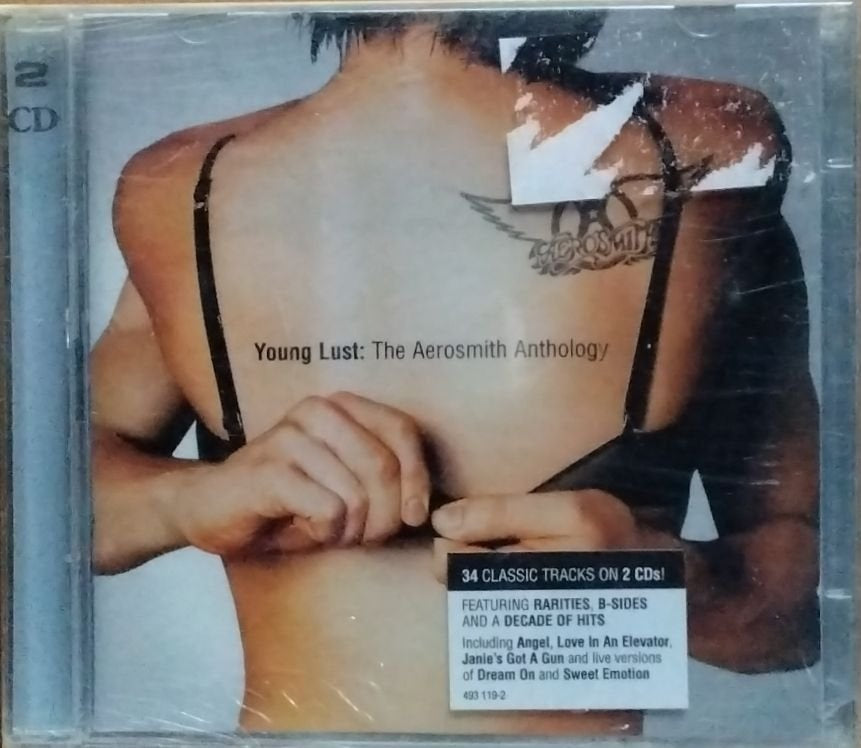 2
CD
AEROSMITH
Young Lust: The Aerosmith Anthology
34 CLASSIC TRACKS ON 2 CDs!
FEATURING RARITIES, B-SIDES
AND A DECADE OF HITS
Including Angel, Love In An Elevator,
Janie's Got A Gun and live versions
of Dream On and Sweet Emotion
493 119-2